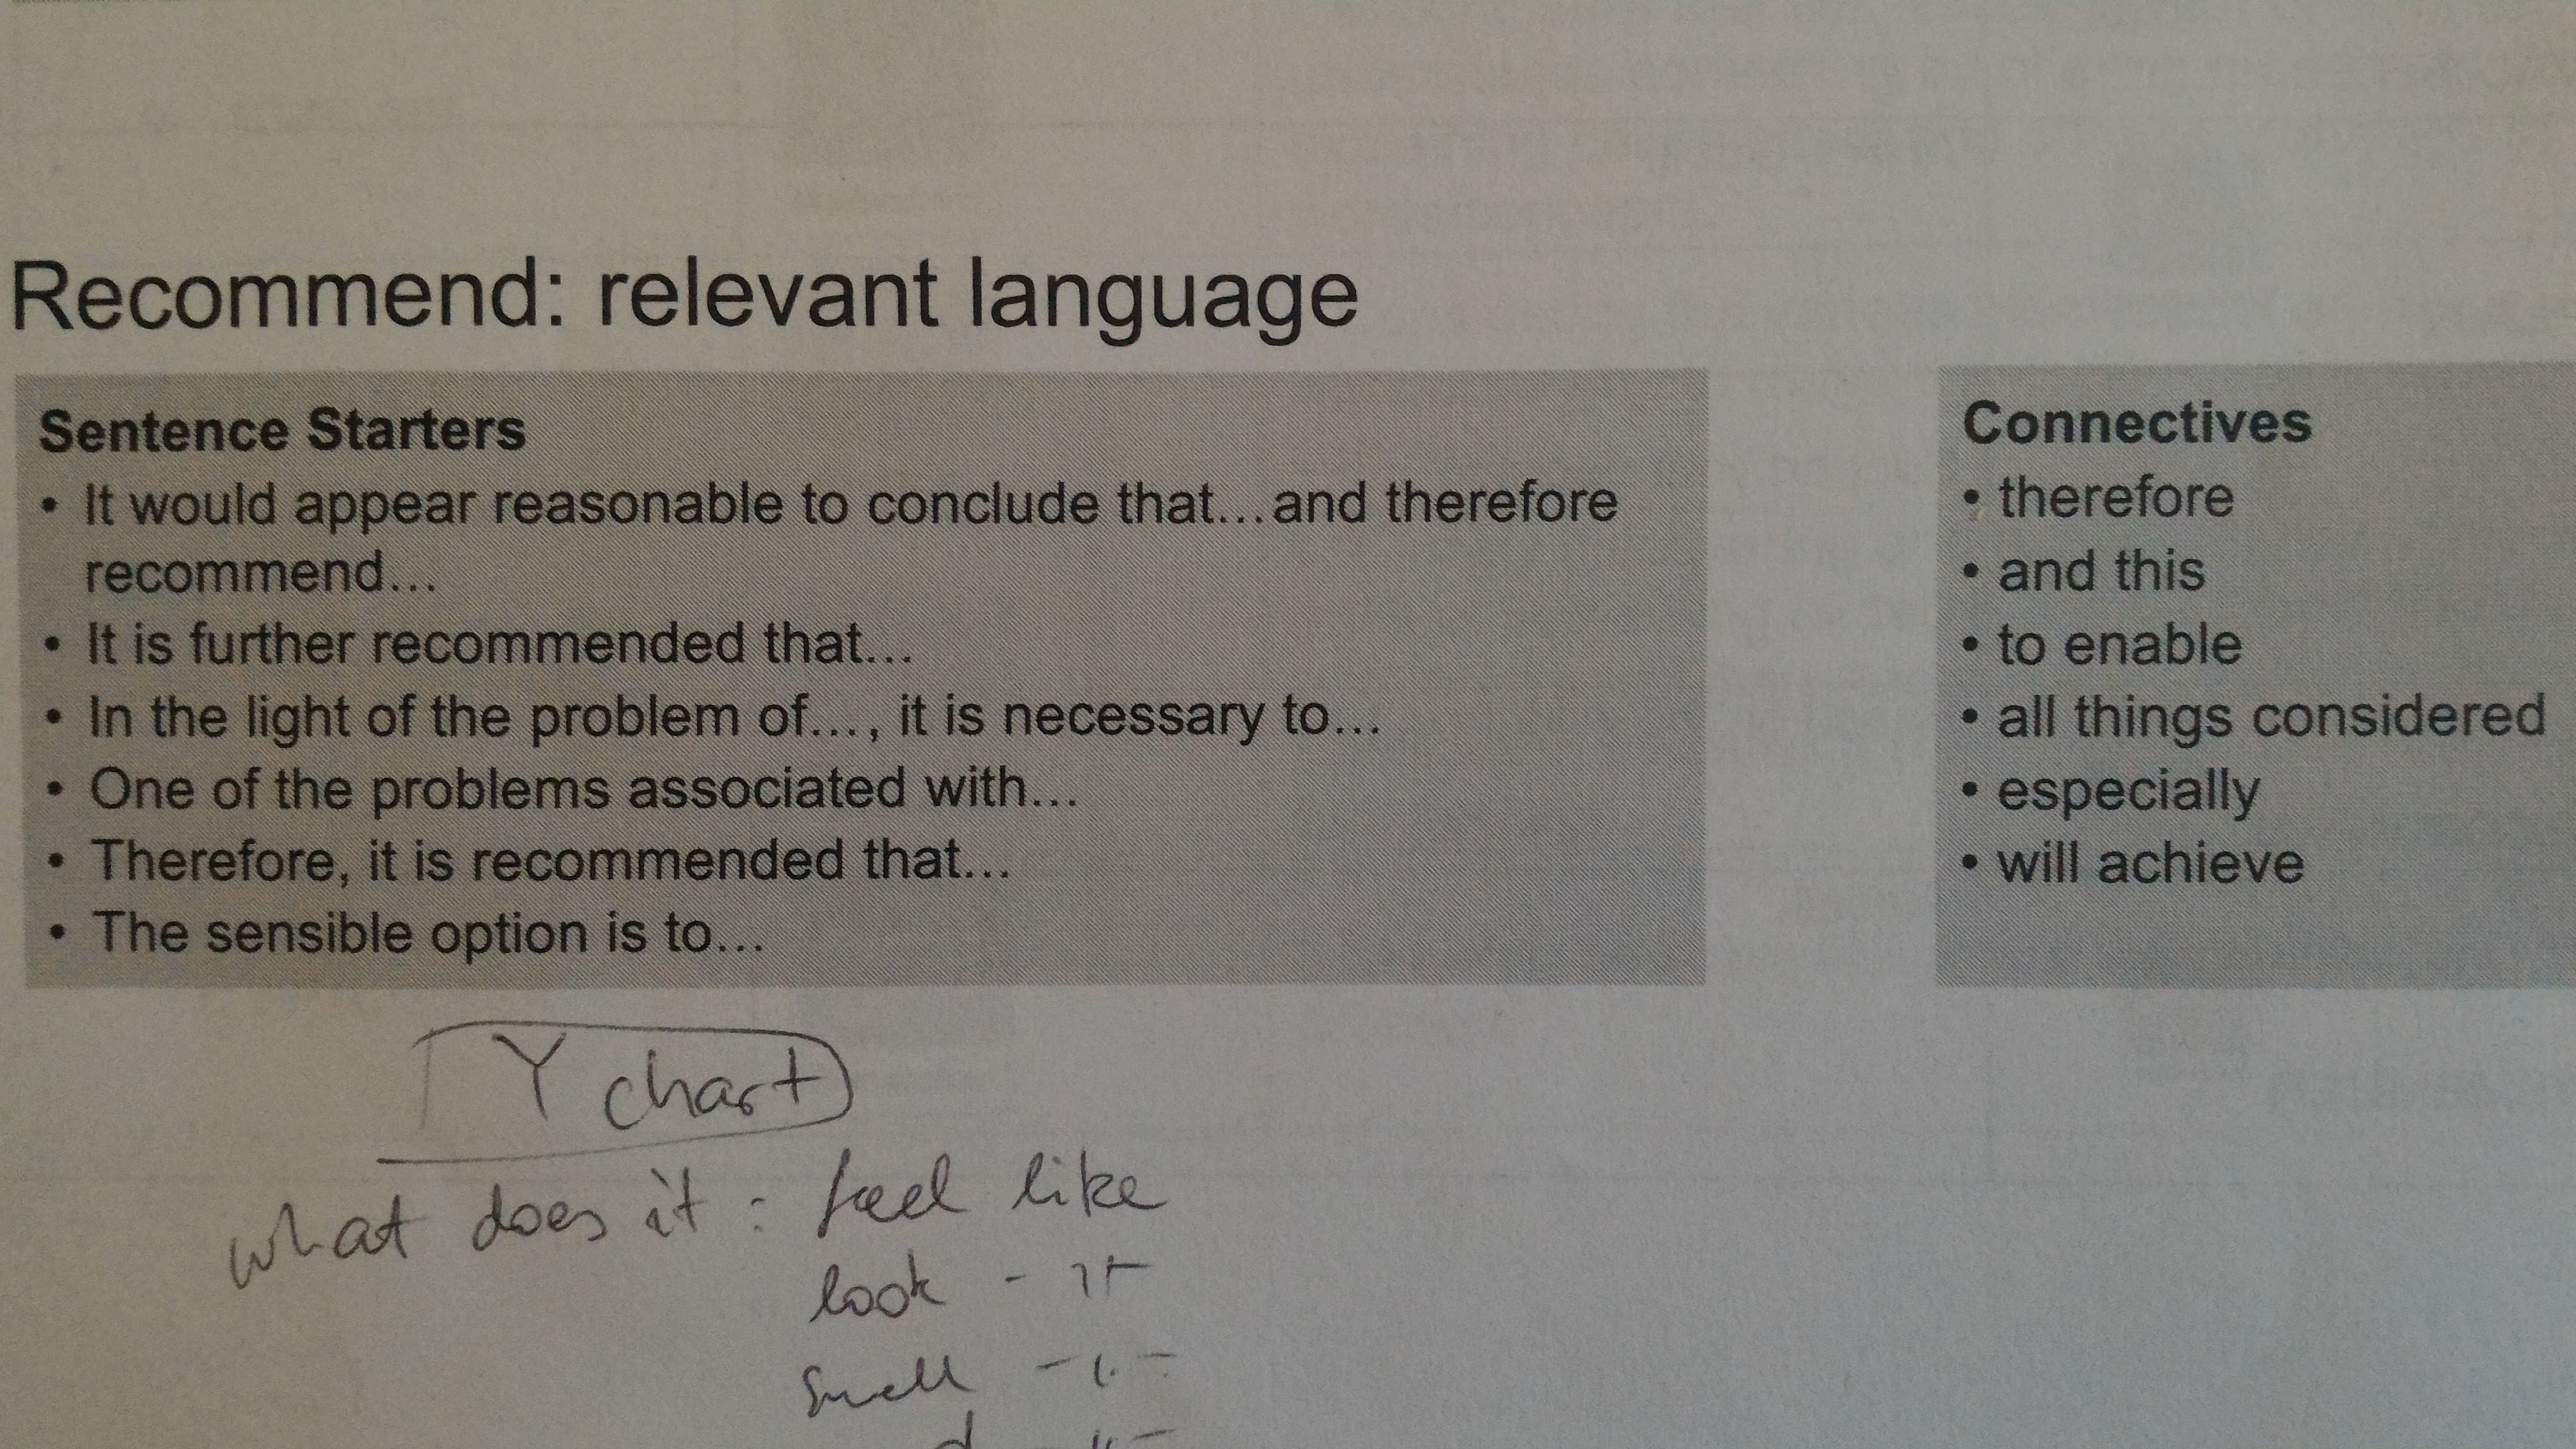 Recommend: relevant language
Sentence Starters
• It would appear reasonable to conclude that...and therefore
recommend...
• It is further recommended that...
• In the light of the problem of..., it is necessary to...
• One of the problems associated with...
• Therefore, it is recommended that...
• The sensible option is to...
Connectives
• therefore
• and this
• to enable
• all things considered
• especially
• will achieve
Y chart
what does it : feel like
look
smell